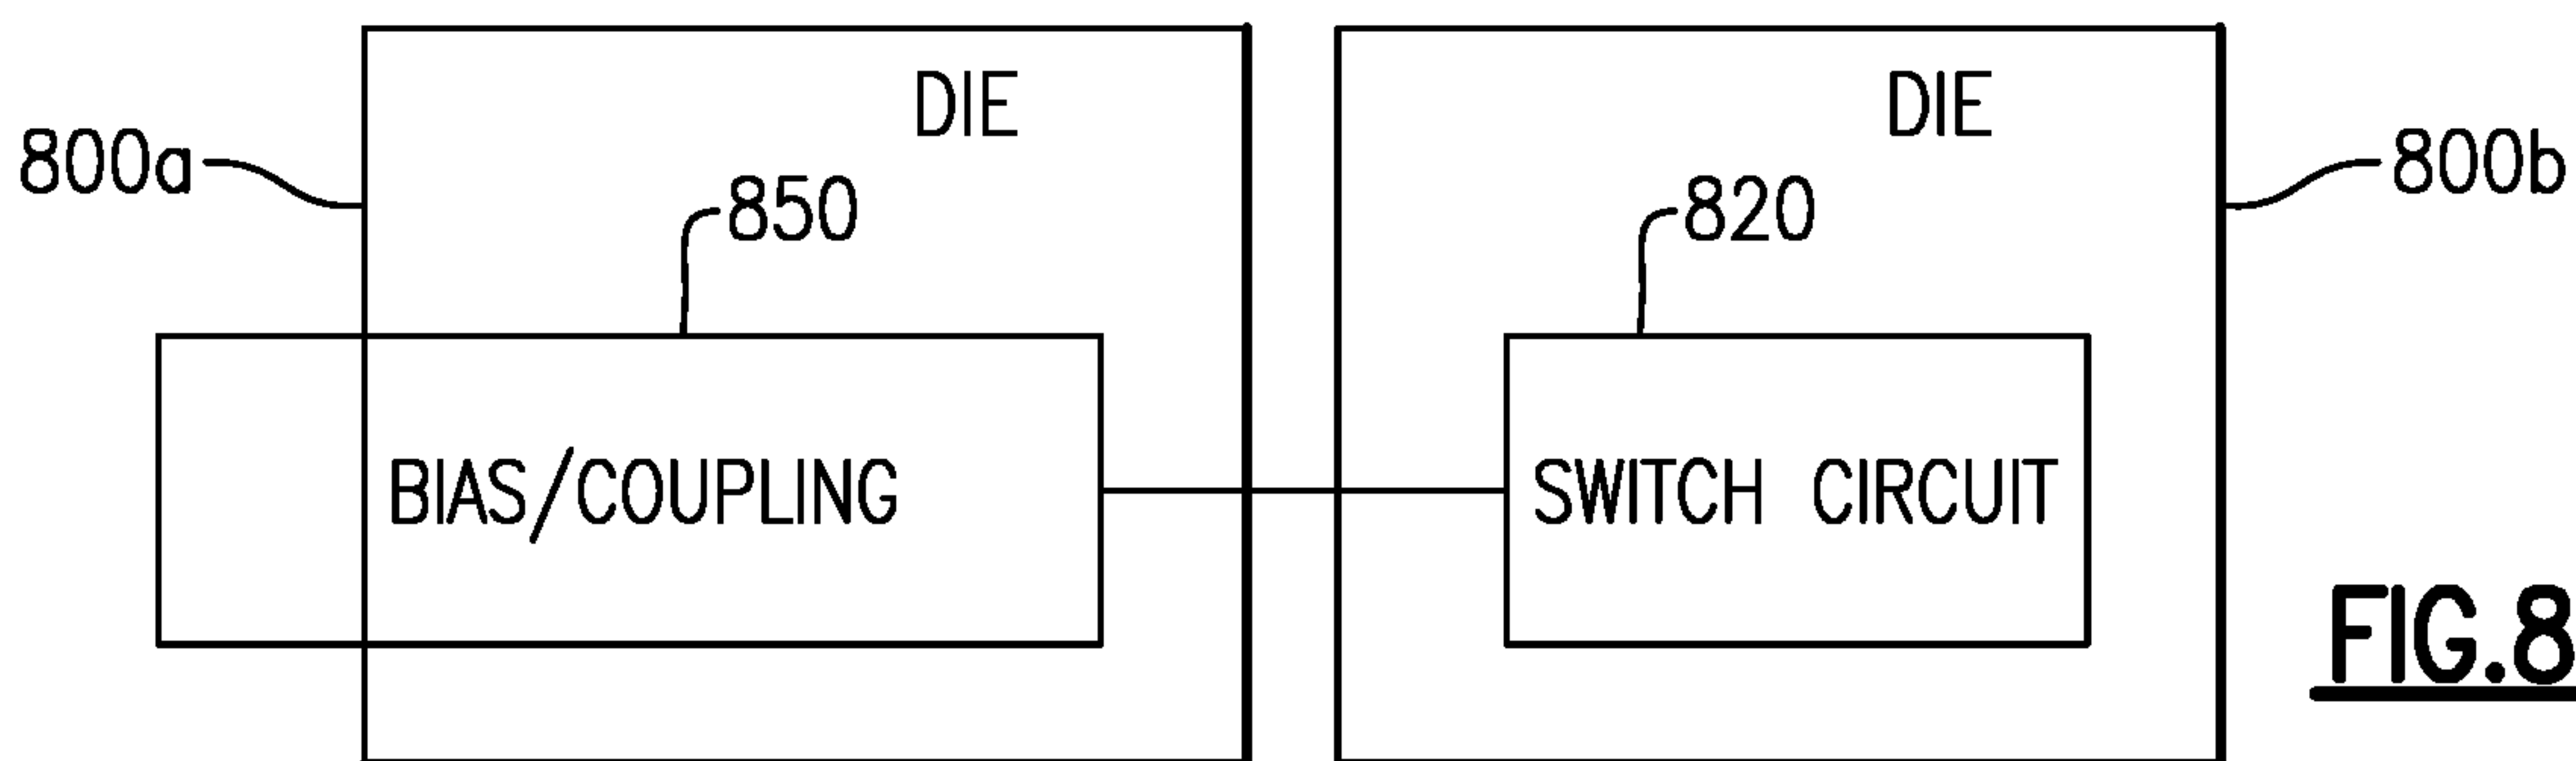 DIE
DIE
800a
800b
850
820
BIAS/COUPLING
SWITCH CIRCUIT
FIG.8